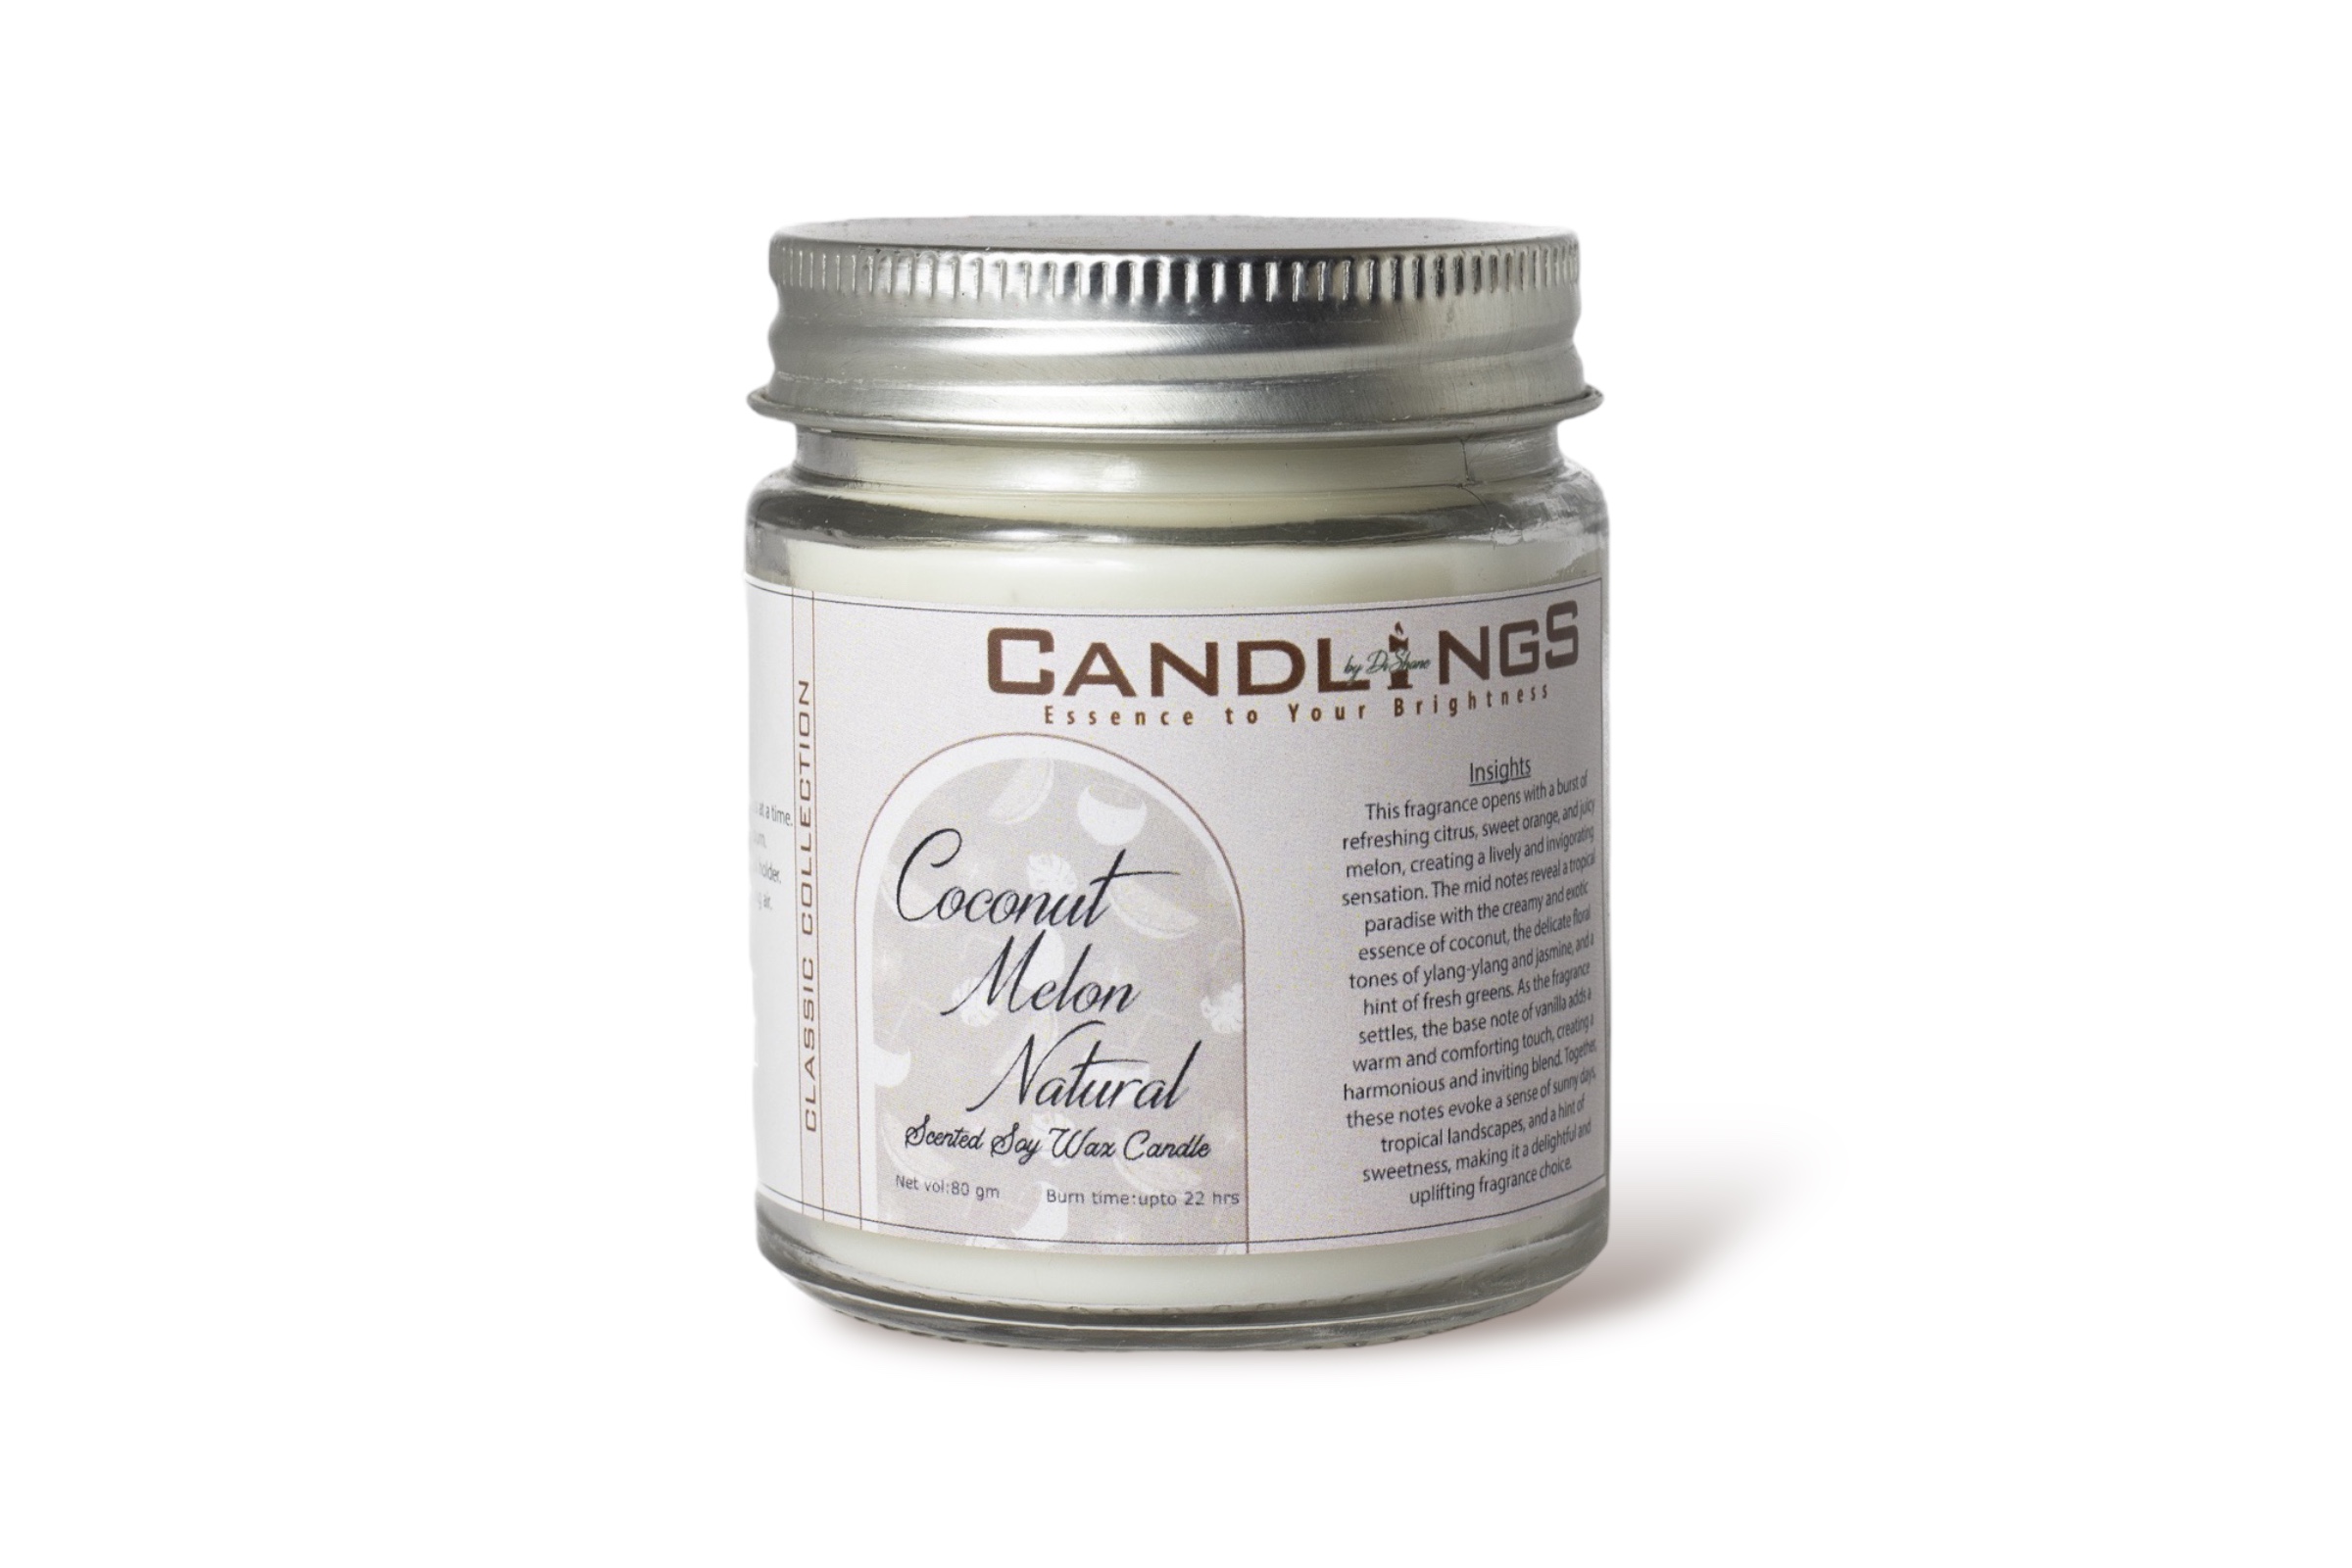 CANDLINGS
by DiShane
Essence to Your Brightness
CLASSIC COLLECTION
at a time.
holder.
air.
Coconut
Melon
Natural
Scented Soy Wax Candle
Net vol:80 gm
Burn time:upto 22 hrs
Insights
This fragrance opens with a burst of
refreshing citrus, sweet orange, and juicy
melon, creating a lively and invigorating
sensation. The mid notes reveal a tropical
paradise with the creamy and exotic
essence of coconut, the delicate floral
tones of ylang-ylang and jasmine, and a
hint of fresh greens. As the fragrance
settles, the base note of vanilla adds a
warm and comforting touch, creating a
harmonious and inviting blend. Together,
these notes evoke a sense of sunny days,
tropical landscapes, and a hint of
sweetness, making it a delightful and
uplifting fragrance choice.